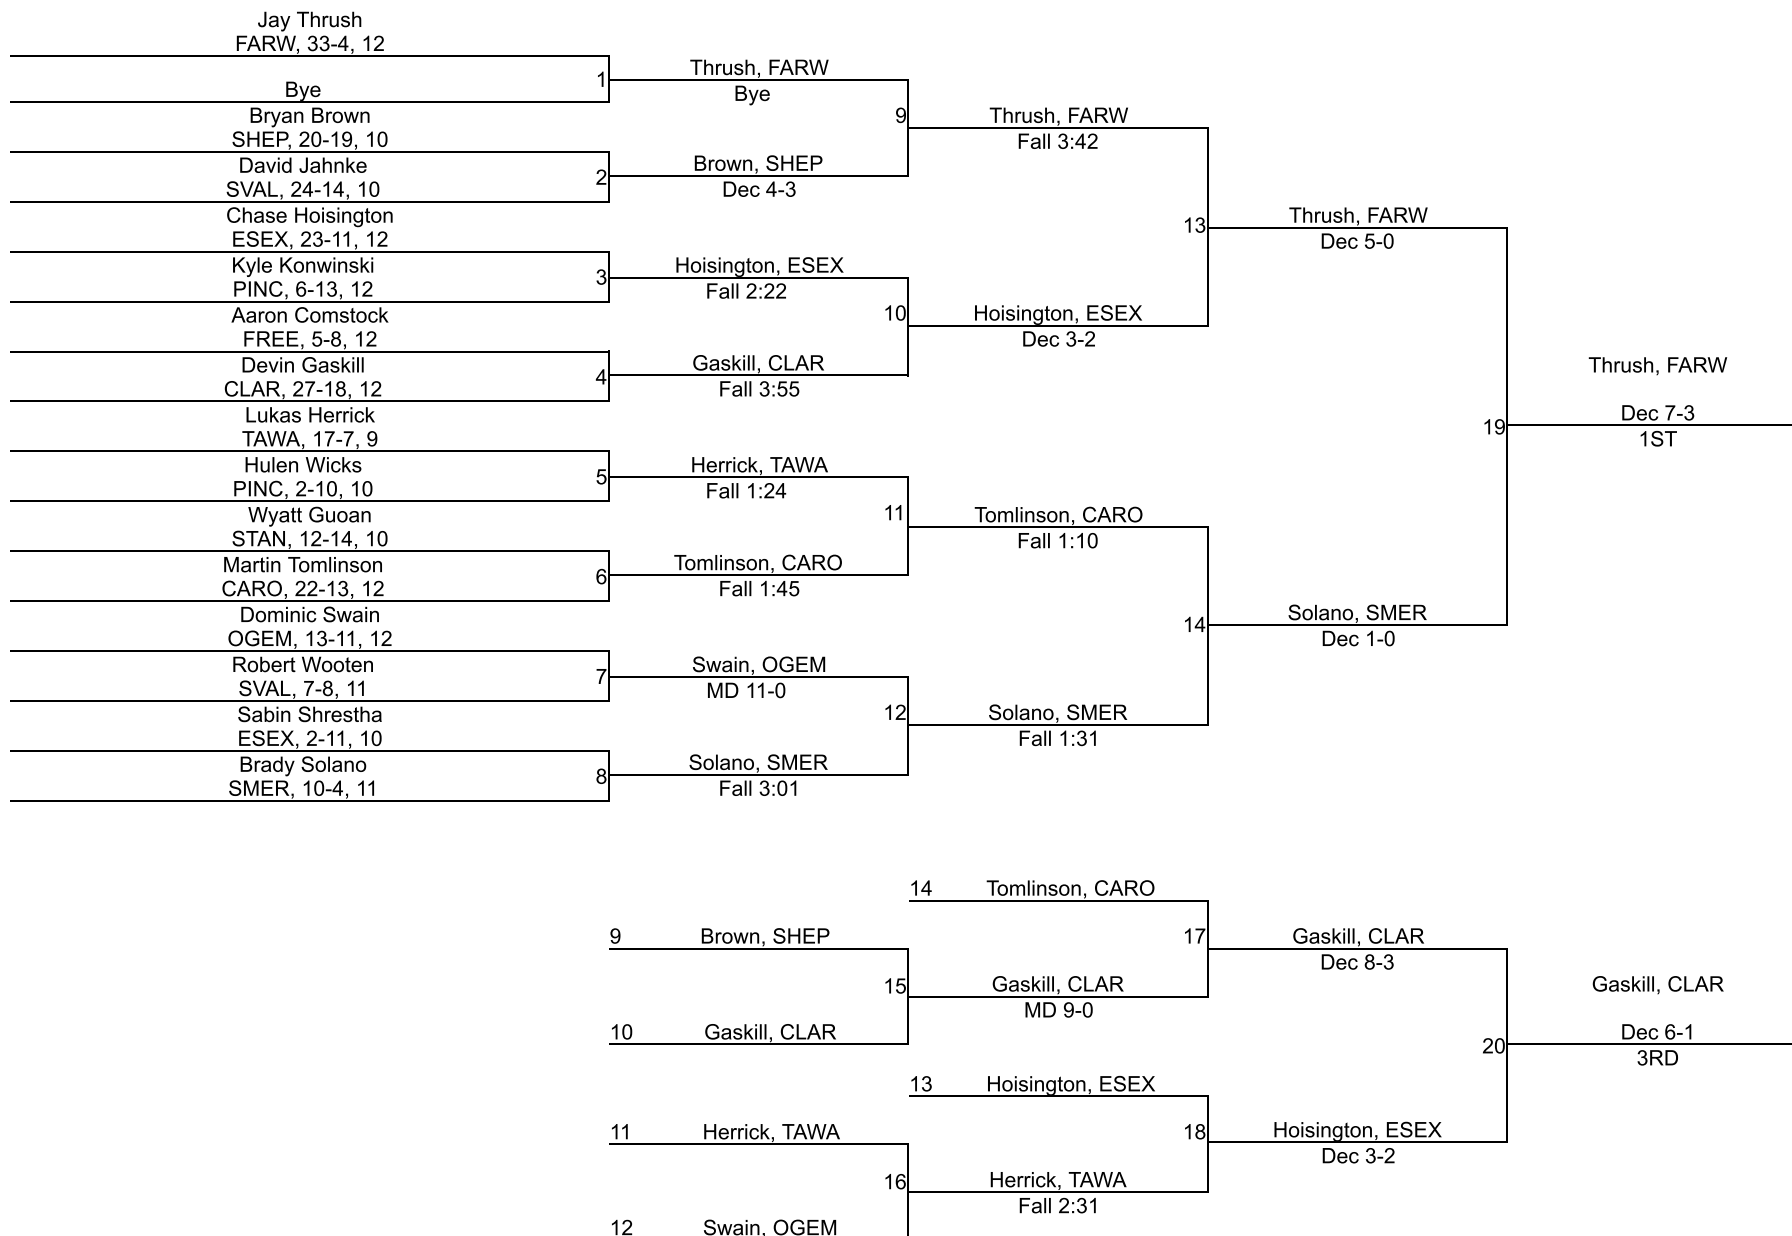 Jay Thrush
FARW, 33-4, 12
Bye
Bryan Brown
SHEP, 20-19, 10
David Jahnke
SVAL, 24-14, 10
Chase Hoisington
ESEX, 23-11, 12
Kyle Konwinski
PINC, 6-13, 12
Aaron Comstock
FREE, 5-8, 12
Devin Gaskill
CLAR, 27-18, 12
Lukas Herrick
TAWA, 17-7, 9
Hulen Wicks
PINC, 2-10, 10
Wyatt Guoan
STAN, 12-14, 10
Martin Tomlinson
CARO, 22-13, 12
Dominic Swain
OGEM, 13-11, 12
Robert Wooten
SVAL, 7-8, 11
Sabin Shrestha
ESEX, 2-11, 10
Brady Solano
SMER, 10-4, 11
1
2
3
4
5
6
7
8
Thrush, FARW
Bye
Brown, SHEP
Dec 4-3
Hoisington, ESEX
Fall 2:22
Gaskill, CLAR
Fall 3:55
Herrick, TAWA
Fall 1:24
Tomlinson, CARO
Fall 1:45
Swain, OGEM
MD 11-0
Solano, SMER
Fall 3:01
9
10
11
12
Thrush, FARW
Fall 3:42
Hoisington, ESEX
Dec 3-2
Tomlinson, CARO
Fall 1:10
Solano, SMER
Fall 1:31
13
14
Thrush, FARW
Dec 5-0
Solano, SMER
Dec 1-0
19
Thrush, FARW
Dec 7-3
1ST
9 Brown, SHEP
10 Gaskill, CLAR
11 Herrick, TAWA
12 Swain, OGEM
15
16
14 Tomlinson, CARO
Gaskill, CLAR
MD 9-0
13 Hoisington, ESEX
Herrick, TAWA
Fall 2:31
17
18
Gaskill, CLAR
Dec 8-3
Hoisington, ESEX
Dec 3-2
20
Gaskill, CLAR
Dec 6-1
3RD